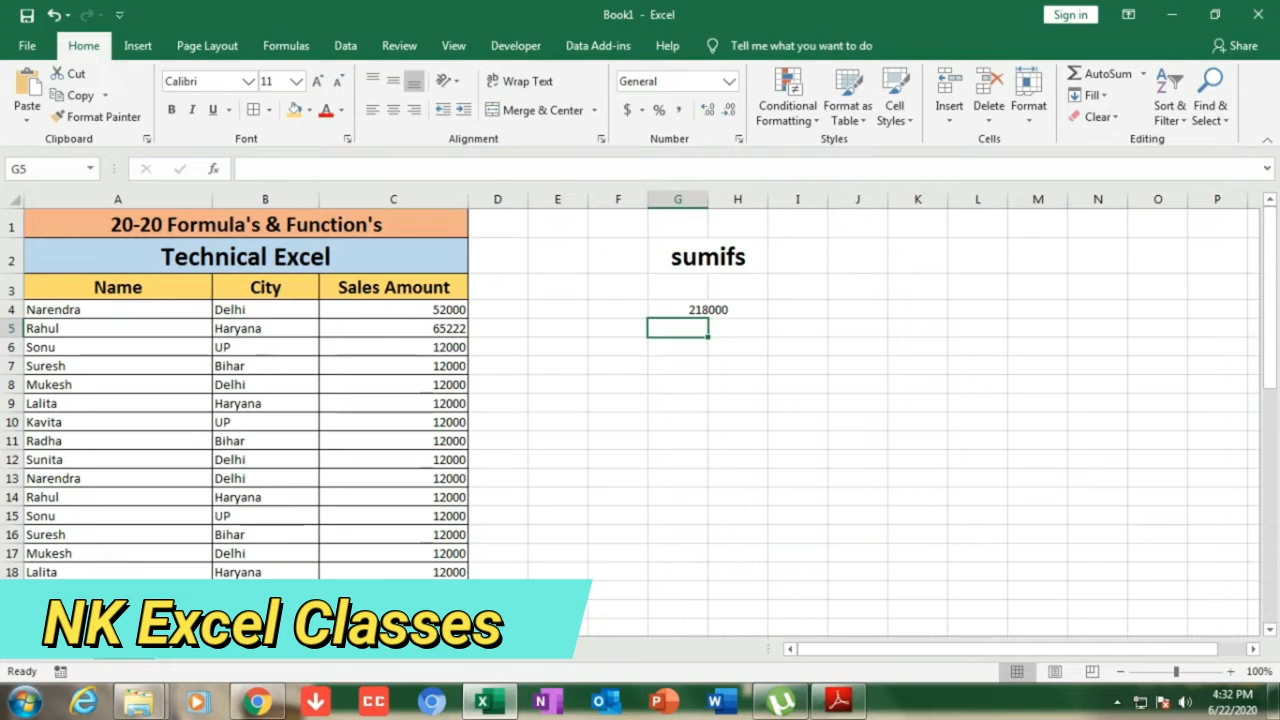 Book1 - Excel
Sign in
File Home Insert Page Layout Formulas Data Review View Developer Data Add-ins Help Tell me what you want to do Share
Paste
Cut
Copy
Format Painter
Clipboard
Calibri 11
B I U
Font
Wrap Text
Merge & Center
Alignment
General
$ % ,
Number
Conditional Formatting
Format as Table
Cell Styles
Styles
Insert Delete Format
Cells
AutoSum
Fill
Clear
Sort & Filter
Find & Select
Editing
G5 fx
A B C D E F G H I J K L M N O P
1 20-20 Formula's & Function's
2 Technical Excel sumifs
3 Name City Sales Amount
4 Narendra Delhi 52000 218000
5 Rahul Haryana 65222
6 Sonu UP 12000
7 Suresh Bihar 12000
8 Mukesh Delhi 12000
9 Lalita Haryana 12000
10 Kavita UP 12000
11 Radha Bihar 12000
12 Sunita Delhi 12000
13 Narendra Delhi 12000
14 Rahul Haryana 12000
15 Sonu UP 12000
16 Suresh Bihar 12000
17 Mukesh Delhi 12000
18 Lalita Haryana 12000
NK Excel Classes
Ready 100%
4:32 PM
6/22/2020